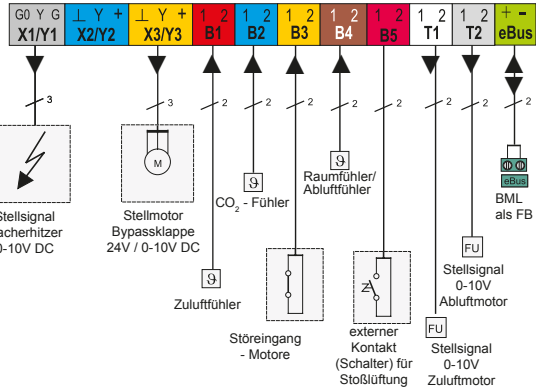 G0 Y G ⊥ Y + ⊥ Y + 1 2 1 2 1 2 1 2 1 2 1 2 1 2 + -
X1/Y1 X2/Y2 X3/Y3 B1 B2 B3 B4 B5 T1 T2 eBus
3 3 2 2 2 2 2 2 2 2
M
ϑ
CO2 - Fühler
ϑ
Raumfühler/
Abluftfühler
eBus
BML
als FB
Stellsignal
0-10V DC
Stellmotor
Bypassklappe
24V / 0-10V DC
ϑ
Zuluftfühler
Störeingang
- Motore
externer
Kontakt
(Schalter) für
Stoßlüftung
FU
Stellsignal
0-10V
Abluftmotor
FU
Stellsignal
0-10V
Zuluftmotor